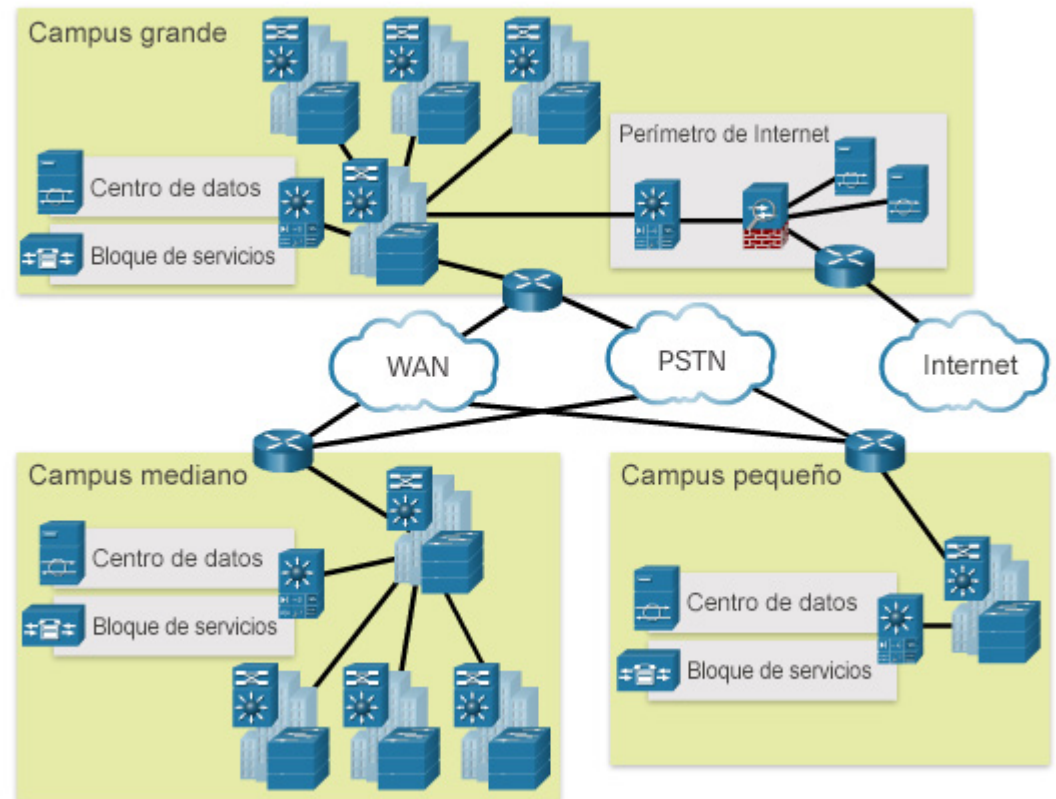 Campus grande
Perímetro de Internet
Centro de datos
Bloque de servicios
WAN
PSTN
Internet
Campus mediano
Centro de datos
Bloque de servicios
Campus pequeño
Centro de datos
Bloque de servicios